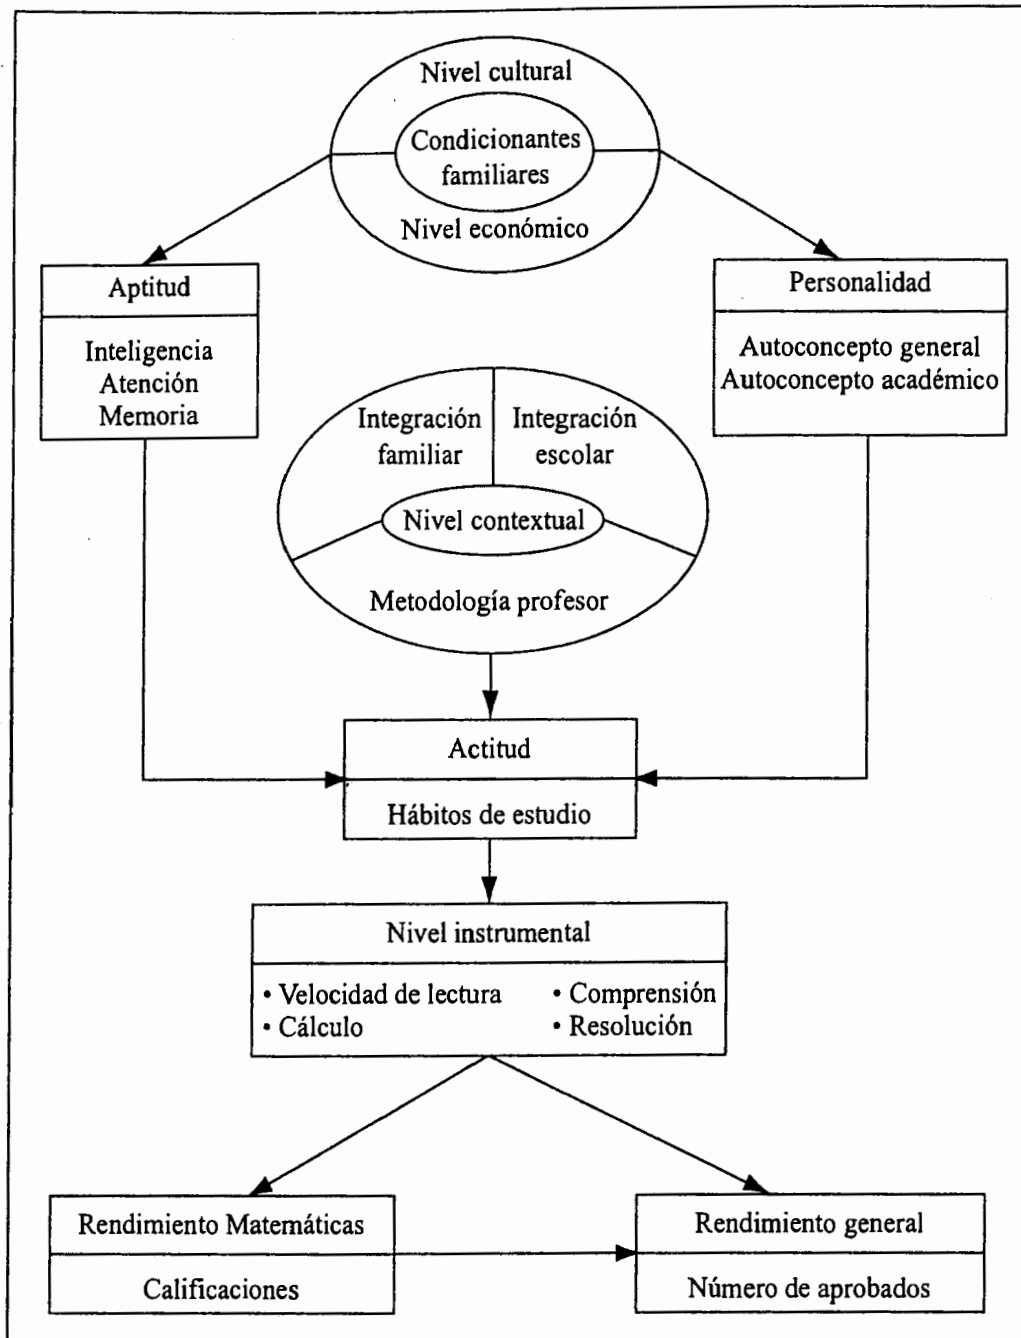 Nivel cultural
Condicionantes
familiares
Nivel económico
Aptitud
Inteligencia
Atención
Memoria
Personalidad
Autoconcepto general
Autoconcepto académico
Integración
familiar
Integración
escolar
Nivel contextual
Metodología profesor
Actitud
Hábitos de estudio
Nivel instrumental
• Velocidad de lectura
• Cálculo
• Comprensión
• Resolución
Rendimiento Matemáticas
Calificaciones
Rendimiento general
Número de aprobados